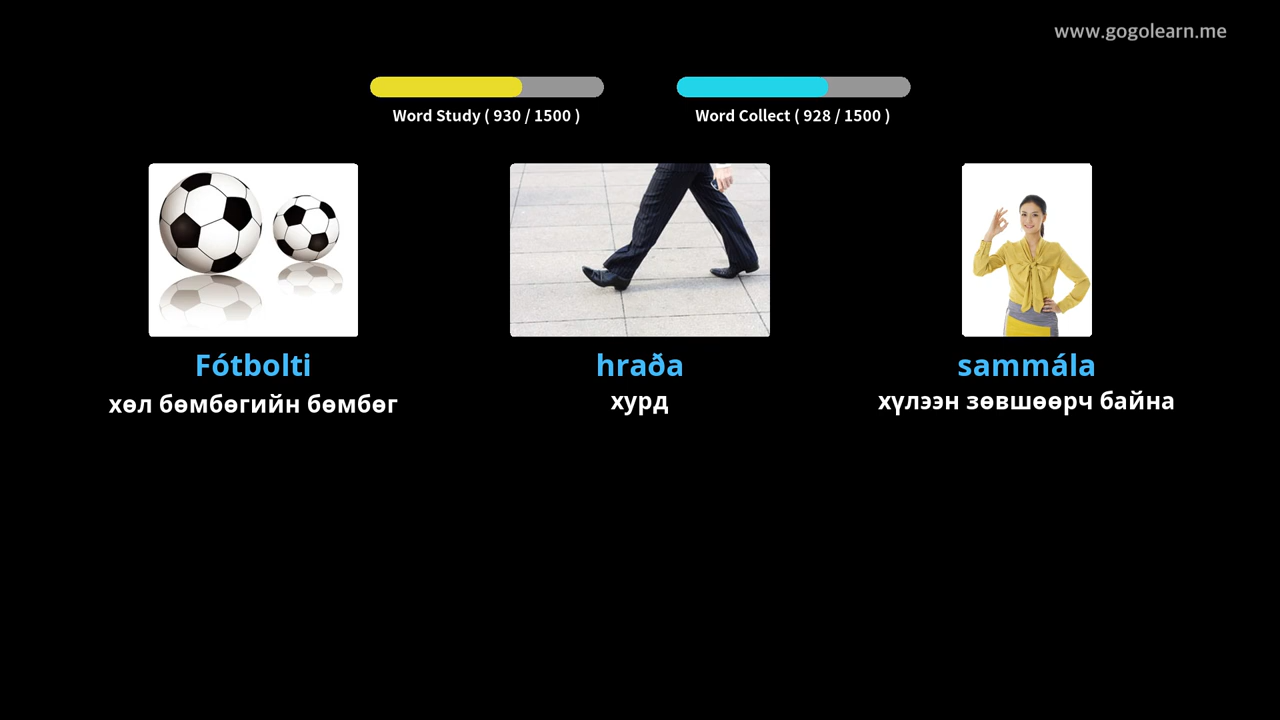 www.gogolearn.me
Word Study ( 930 / 1500 )
Word Collect ( 928 / 1500 )
Fótbolti
хөл бөмбөгийн бөмбөг
hraða
хурд
sammála
хүлээн зөвшөөрч байна